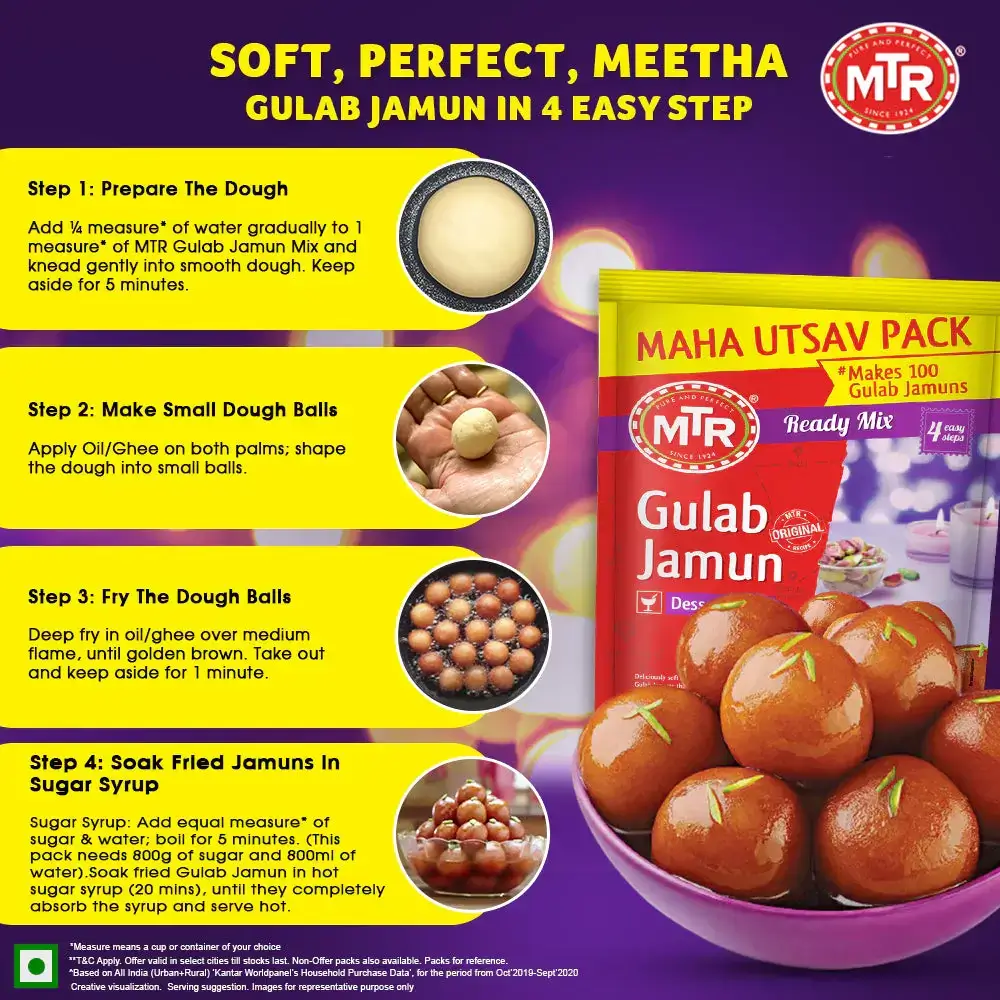 SOFT, PERFECT, MEETHA
GULAB JAMUN IN 4 EASY STEP
PURE AND PERFECT
MTR
®
SINCE 1924
Step 1: Prepare The Dough
Add ¼ measure* of water gradually to 1
measure* of MTR Gulab Jamun Mix and
knead gently into smooth dough. Keep
aside for 5 minutes.
Step 2: Make Small Dough Balls
Apply Oil/Ghee on both palms; shape
the dough into small balls.
Step 3: Fry The Dough Balls
Deep fry in oil/ghee over medium
flame, until golden brown. Take out
and keep aside for 1 minute.
Step 4: Soak Fried Jamuns In
Sugar Syrup
Sugar Syrup: Add equal measure* of
sugar & water; boil for 5 minutes. (This
pack needs 800g of sugar and 800ml of
water).Soak fried Gulab Jamun in hot
sugar syrup (20 mins), until they completely
absorb the syrup and serve hot.
MAHA UTSAV PACK
#Makes 100
Gulab Jamuns
PURE AND PERFECT
MTR
®
SINCE 1924
Ready Mix
4 easy
steps
Gulab
Jamun
MTR
ORIGINAL
RECIPE
Dess
Deliciously soft
*Measure means a cup or container of your choice
**T&C Apply. Offer valid in select cities till stocks last. Non-Offer packs also available. Packs for reference.
*Based on All India (Urban+Rural) 'Kantar Worldpanel's Household Purchase Data', for the period from Oct'2019-Sept'2020
Creative visualization. Serving suggestion. Images for representative purpose only